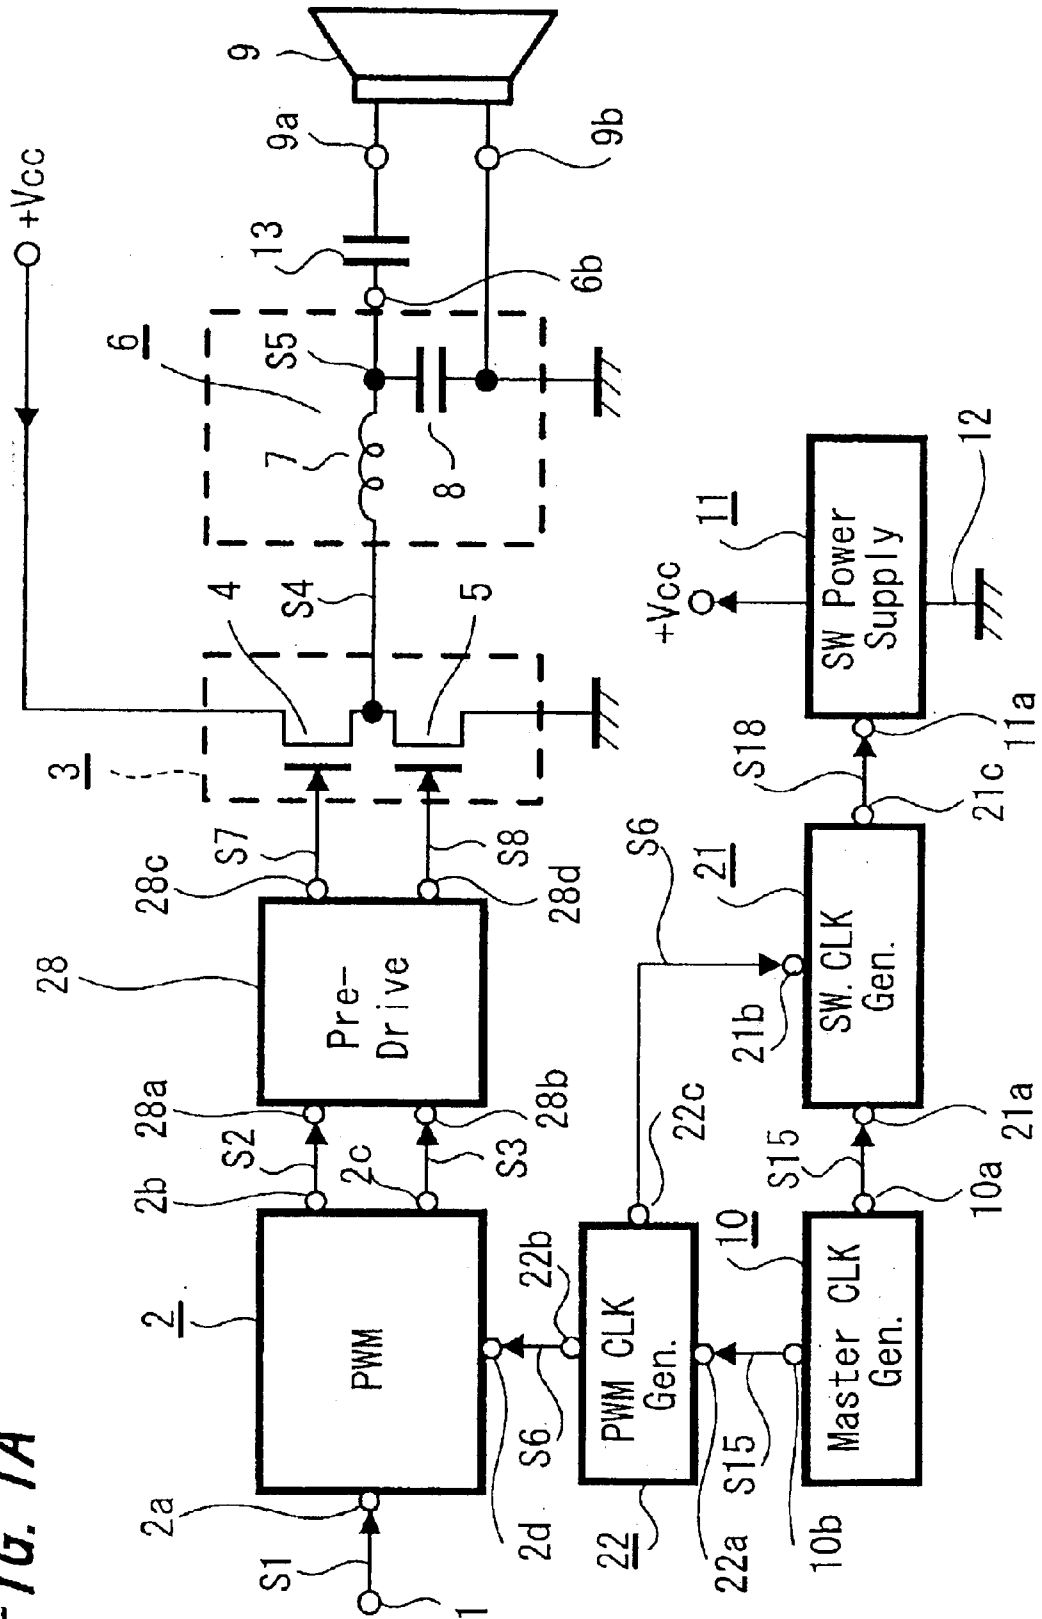 FIG. 1A
+Vcc
3
6
9
4
7
S5
13
9a
28
28c
S7
S4
5
8
6b
9b
2
2b
S2
28a
Pre-
Drive
S8
28d
2a
PWM
2c
S3
28b
S1
1
2d
S6
22b
22c
S6
+Vcc
11
22
PWM CLK
Gen.
21b
21
SW Power
Supply
12
22a
S15
10
S15
SW. CLK
Gen.
S18
10b
Master CLK
Gen.
10a
21a
21c
11a